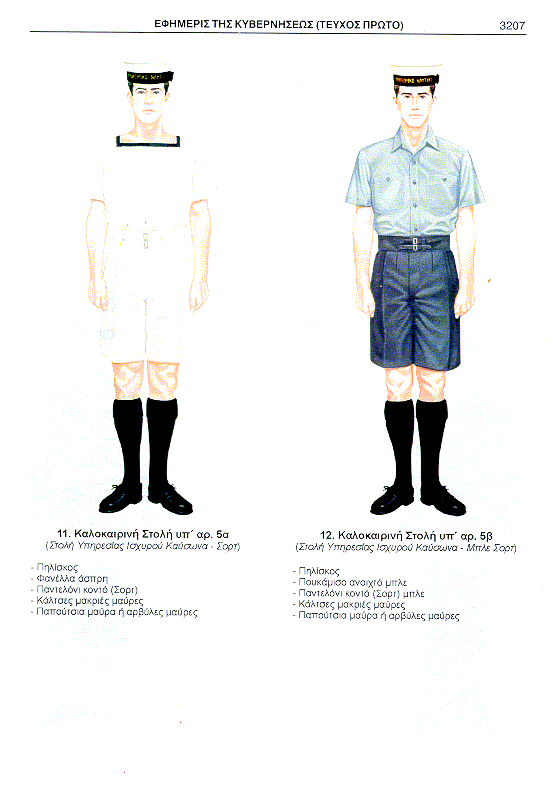 ΕΦΗΜΕΡΙΣ ΤΗΣ ΚΥΒΕΡΝΗΣΕΩΣ (ΤΕΥΧΟΣ ΠΡΩΤΟ) 3207
11. Καλοκαιρινή Στολή υπ΄ αρ. 5α
(Στολή Υπηρεσίας Ισχυρού Καύσωνα - Σορτ)
- Πηλίσκος
- Φανέλλα άσπρη
- Παντελόνι κοντό (Σορτ)
- Κάλτσες μακριές μαύρες
- Παπούτσια μαύρα ή αρβύλες μαύρες
12. Καλοκαιρινή Στολή υπ΄ αρ. 5β
(Στολή Υπηρεσίας Ισχυρού Καύσωνα - Μπλε Σορτ)
- Πηλίσκος
- Πουκάμισο ανοιχτό μπλε
- Παντελόνι κοντό (Σορτ) μπλε
- Κάλτσες μακριές μαύρες
- Παπούτσια μαύρα ή αρβύλες μαύρες